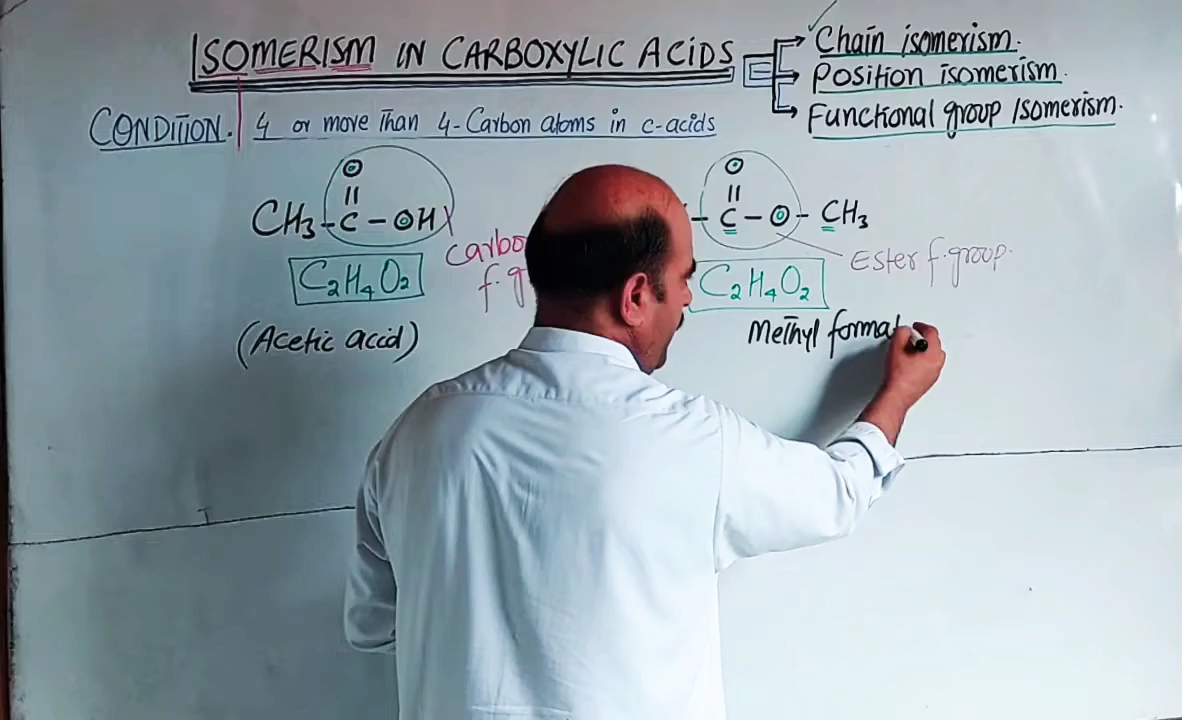 ISOMERISM IN CARBOXYLIC ACIDS
Chain isomerism.
Position isomerism.
Functional group Isomerism.
CONDITION. 4 or more Than 4-Carbon atoms in c-acids
O O
CH3-C-OH -C-O-CH3
Ester f.group.
C2H4O2 C2H4O2
(Acetic acid) Methyl